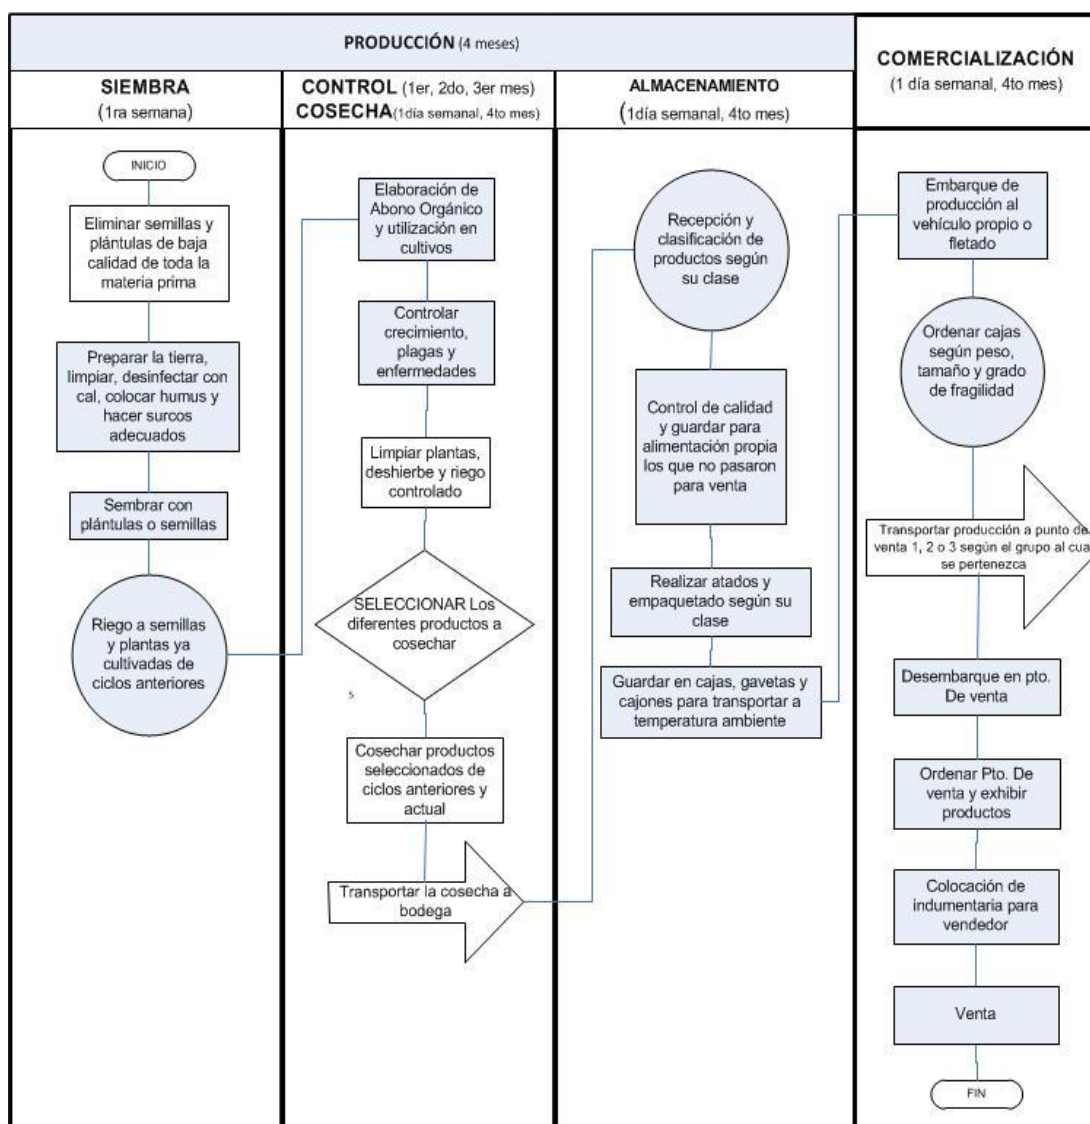 PRODUCCIÓN (4 meses)
COMERCIALIZACIÓN
(1 día semanal, 4to mes)
SIEMBRA
(1ra semana)
CONTROL (1er, 2do, 3er mes)
COSECHA(1día semanal, 4to mes)
ALMACENAMIENTO
(1día semanal, 4to mes)
INICIO
Eliminar semillas y
plántulas de baja
calidad de toda la
materia prima
Preparar la tierra,
limpiar, desinfectar con
cal, colocar humus y
hacer surcos
adecuados
Sembrar con
plántulas o semillas
Riego a semillas
y plantas ya
cultivadas de
ciclos anteriores
Elaboración de
Abono Orgánico
y utilización en
cultivos
Controlar
crecimiento,
plagas y
enfermedades
Limpiar plantas,
deshierbe y riego
controlado
SELECCIONAR Los
diferentes productos a
cosechar
s
Cosechar productos
seleccionados de
ciclos anteriores y
actual
Transportar la cosecha a
bodega
Recepción y
clasificación de
productos según
su clase
Control de calidad
y guardar para
alimentación propia
los que no pasaron
para venta
Realizar atados y
empaquetado según su
clase
Guardar en cajas, gavetas y
cajones para transportar a
temperatura ambiente
Embarque de
producción al
vehículo propio o
fletado
Ordenar cajas
según peso,
tamaño y grado
de fragilidad
Transportar producción a punto de
venta 1, 2 o 3 según el grupo al cua
se pertenezca
Desembarque en pto.
De venta
Ordenar Pto. De
venta y exhibir
productos
Colocación de
indumentaria para
vendedor
Venta
FIN